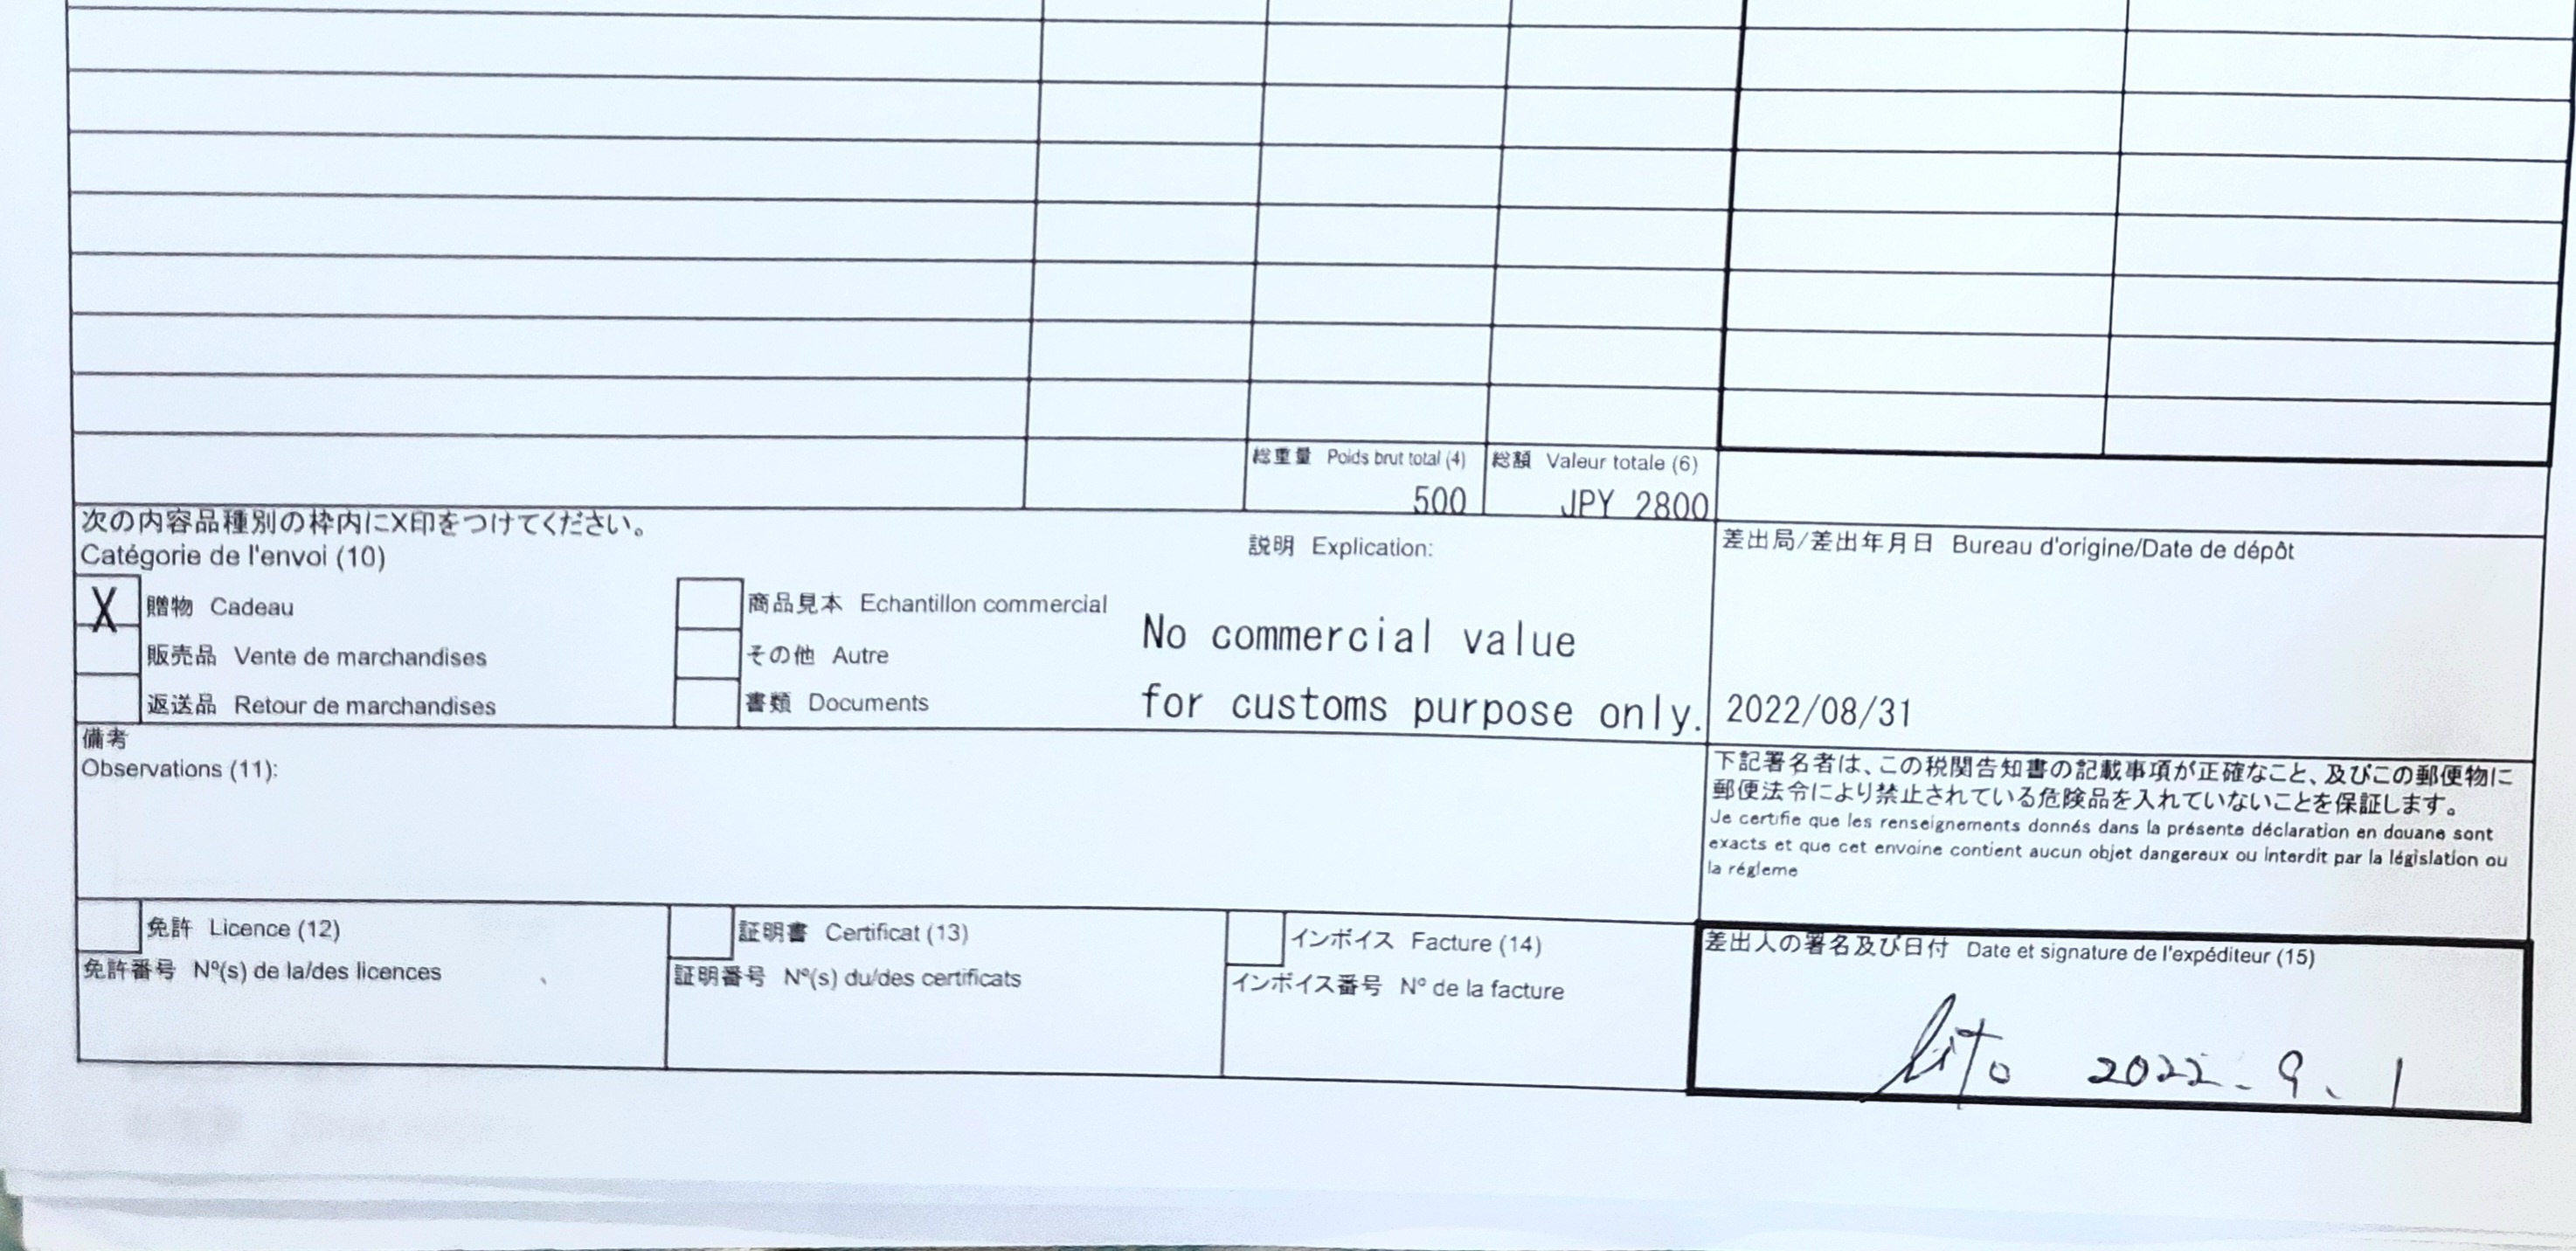 総重量 Poids brut total (4) 総額 Valeur totale (6)
500 JPY 2800
次の内容品種別の枠内にX印をつけてください。
Catégorie de l'envoi (10)
説明 Explication:
差出局/差出年月日 Bureau d'origine/Date de dépôt
X 贈物 Cadeau
商品見本 Echantillon commercial
販売品 Vente de marchandises
その他 Autre
返送品 Retour de marchandises
書類 Documents
No commercial value
for customs purpose only.
2022/08/31
備考
Observations (11):
下記署名者は、この税関告知書の記載事項が正確なこと、及びこの郵便物に
郵便法令により禁止されている危険品を入れていないことを保証します。
Je certifie que les renseignements donnés dans la présente déclaration en douane sont
exacts et que cet envoine contient aucun objet dangereux ou interdit par la législation ou
la régleme
免許 Licence (12)
免許番号 Nº(s) de la/des licences
証明書 Certificat (13)
証明番号 Nº(s) du/des certificats
インボイス Facture (14)
インボイス番号 Nº de la facture
差出人の署名及び日付 Date et signature de l'expéditeur (15)
2022.9.1